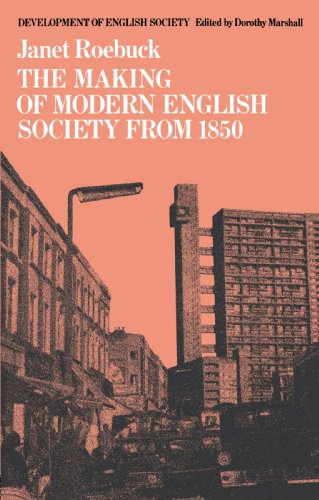 DEVELOPMENT OF ENGLISH SOCIETY Edited by Dorothy Marshall
Janet Roebuck
THE MAKING
OF MODERN ENGLISH
SOCIETY FROM 1850